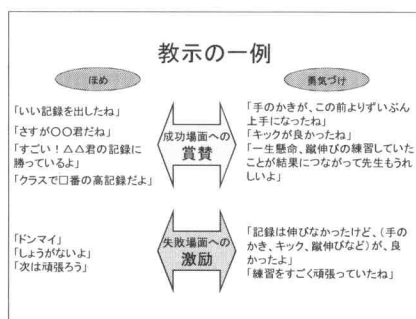 教示の一例
ほめ
勇気づけ
「いい記録を出したね」
「さすが〇〇君だね」
「すごい！△△君の記録に
勝っているよ」
「クラスで□番の高記録だよ」
成功場面への
賞賛
「手のかきが、この前よりずいぶん
上手になったね」
「キックが良かったね」
「一生懸命、蹴伸びの練習していた
ことが結果につながって先生もうれ
しいよ」
「ドンマイ」
「しょうがないよ」
「次は頑張ろう」
失敗場面への
激励
「記録は伸びなかったけど、(手の
かき、キック、蹴伸びなど)が、良
かったよ」
「練習をすごく頑張っていたね」